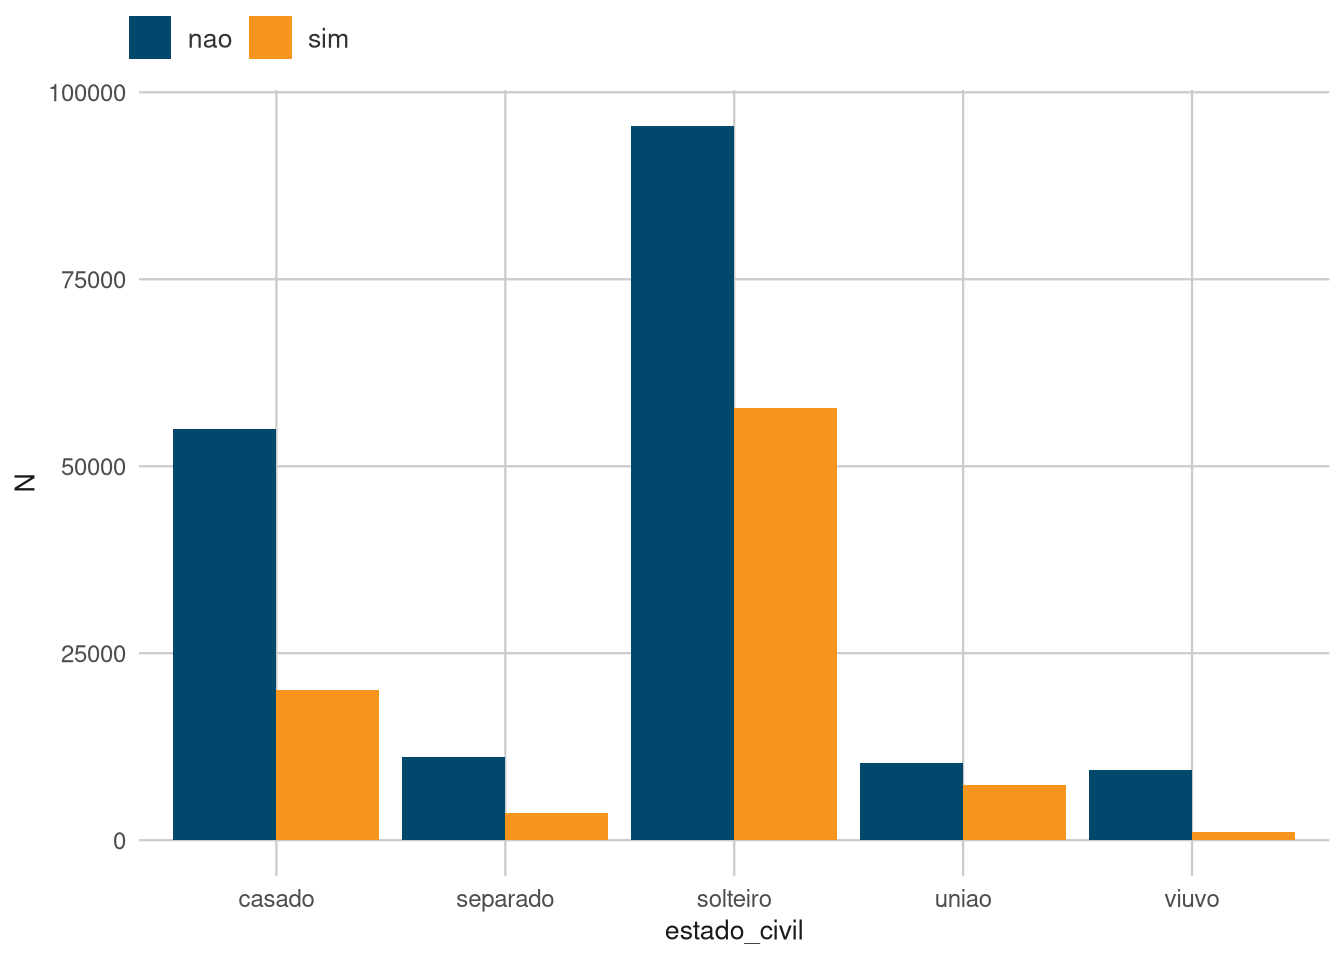 nao sim
100000
75000
50000
25000
0
N
casado separado solteiro uniao viuvo
estado_civil